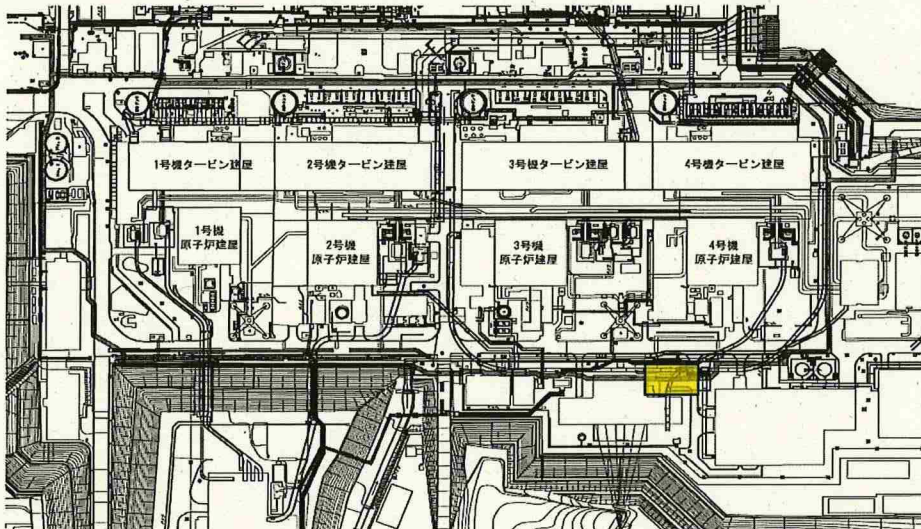 1号機タービン建屋
2号機タービン建屋
3号機タービン建屋
4号機タービン建屋
1号機
原子炉建屋
2号機
原子炉建屋
3号機
原子炉建屋
4号機
原子炉建屋